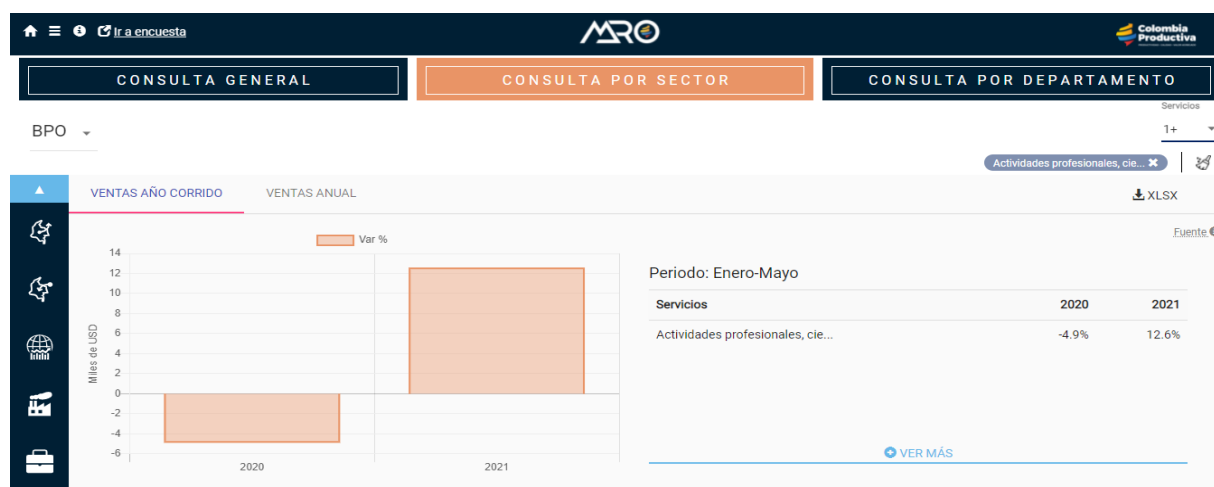 Ir a encuesta
MRO
Colombia
Productiva
CONSULTA GENERAL
CONSULTA POR SECTOR
CONSULTA POR DEPARTAMENTO
Servicios
BPO
1+
Actividades profesionales, cie... ✖
VENTAS AÑO CORRIDO
VENTAS ANUAL
XLSX
Fuente
Var %
14
12
10
8
6
4
2
0
-2
-4
-6
Miles de USD
2020
2021
Periodo: Enero-Mayo
Servicios 2020 2021
Actividades profesionales, cie... -4.9% 12.6%
VER MÁS